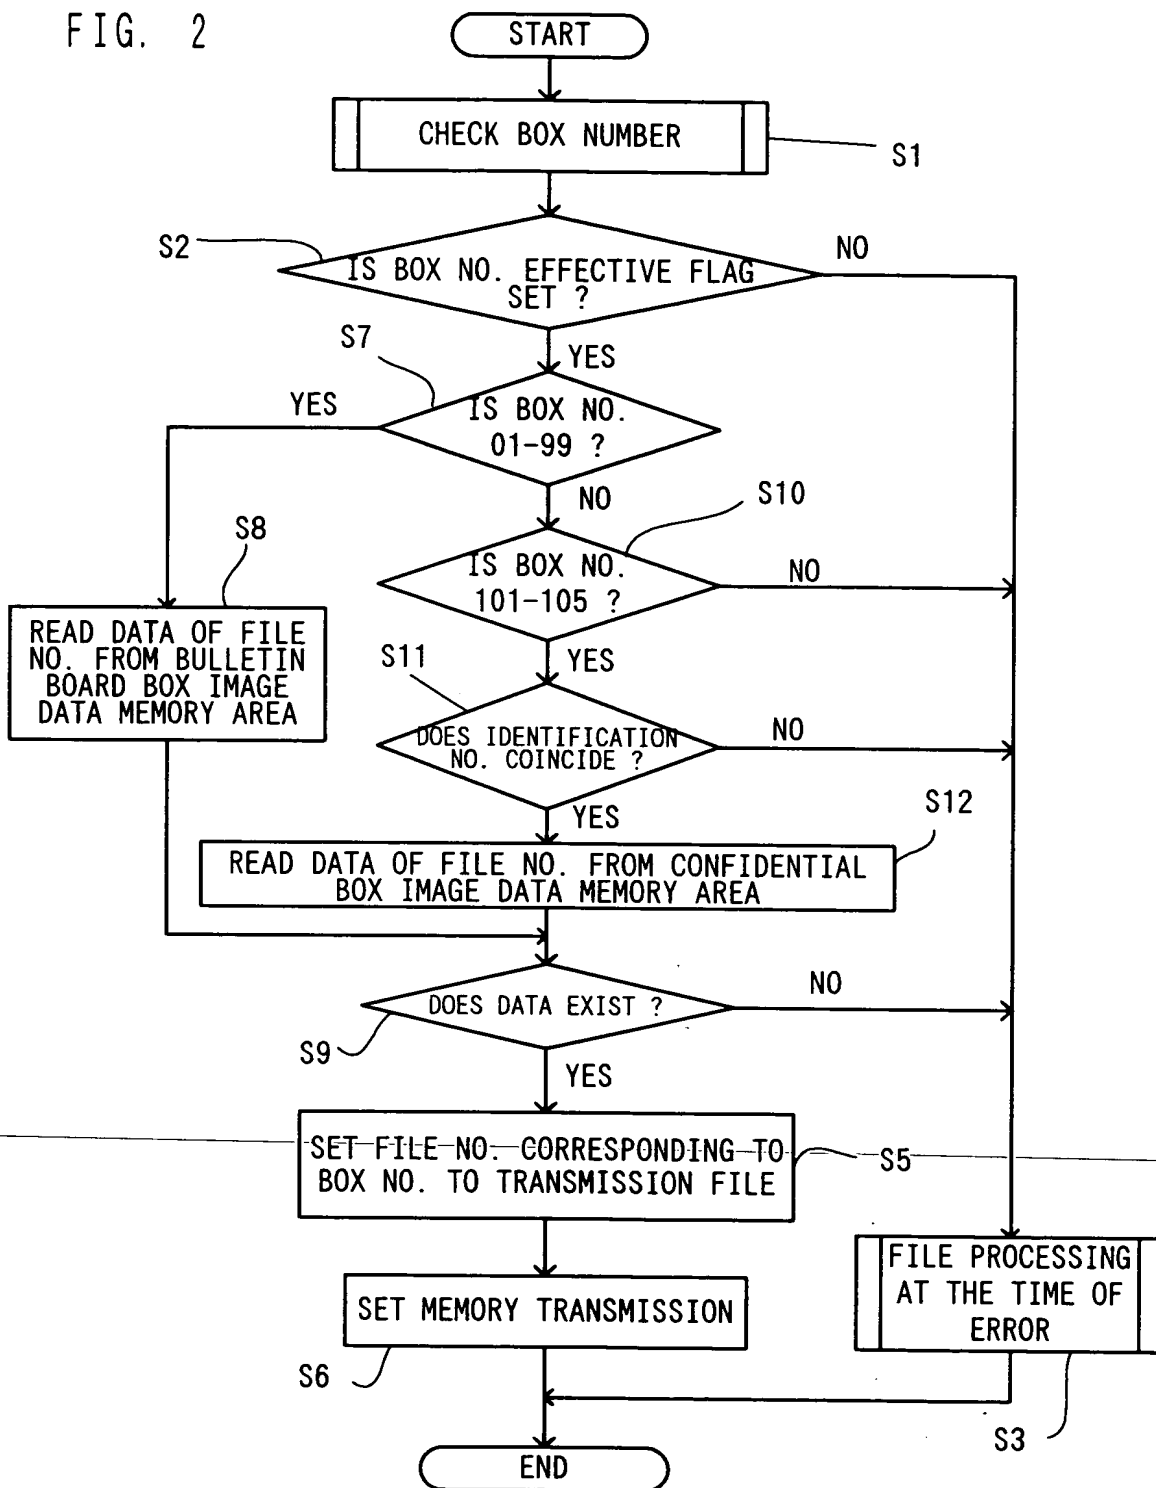 FIG. 2
START
CHECK BOX NUMBER
S1
S2
IS BOX NO. EFFECTIVE FLAG
SET ?
NO
YES
S7
IS BOX NO.
01-99 ?
YES
NO
S10
IS BOX NO.
101-105 ?
NO
S8
READ DATA OF FILE
NO. FROM BULLETIN
BOARD BOX IMAGE
DATA MEMORY AREA
YES
S11
DOES IDENTIFICATION
NO. COINCIDE ?
NO
YES
S12
READ DATA OF FILE NO. FROM CONFIDENTIAL
BOX IMAGE DATA MEMORY AREA
DOES DATA EXIST ?
NO
S9
YES
SET FILE NO. CORRESPONDING TO
BOX NO. TO TRANSMISSION FILE
S5
SET MEMORY TRANSMISSION
S6
FILE PROCESSING
AT THE TIME OF
ERROR
S3
END